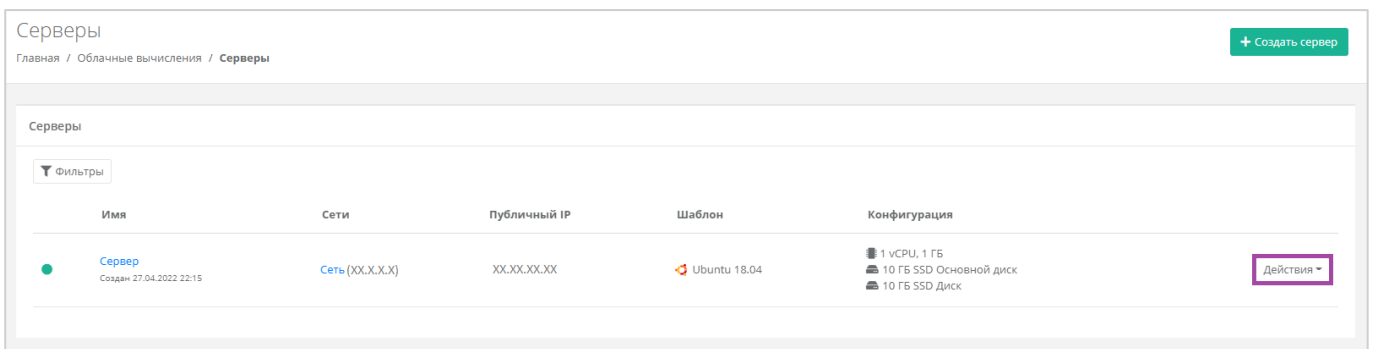 Серверы
+ Создать сервер
Главная / Облачные вычисления / Серверы
Серверы
Фильтры
Имя Сети Публичный IP Шаблон Конфигурация
Сервер
Создан 27.04.2022 22:15
Сеть (XX.X.X.X)
XX.XX.XX.XX
Ubuntu 18.04
1 vCPU, 1 ГБ
10 ГБ SSD Основной диск
10 ГБ SSD Диск
Действия